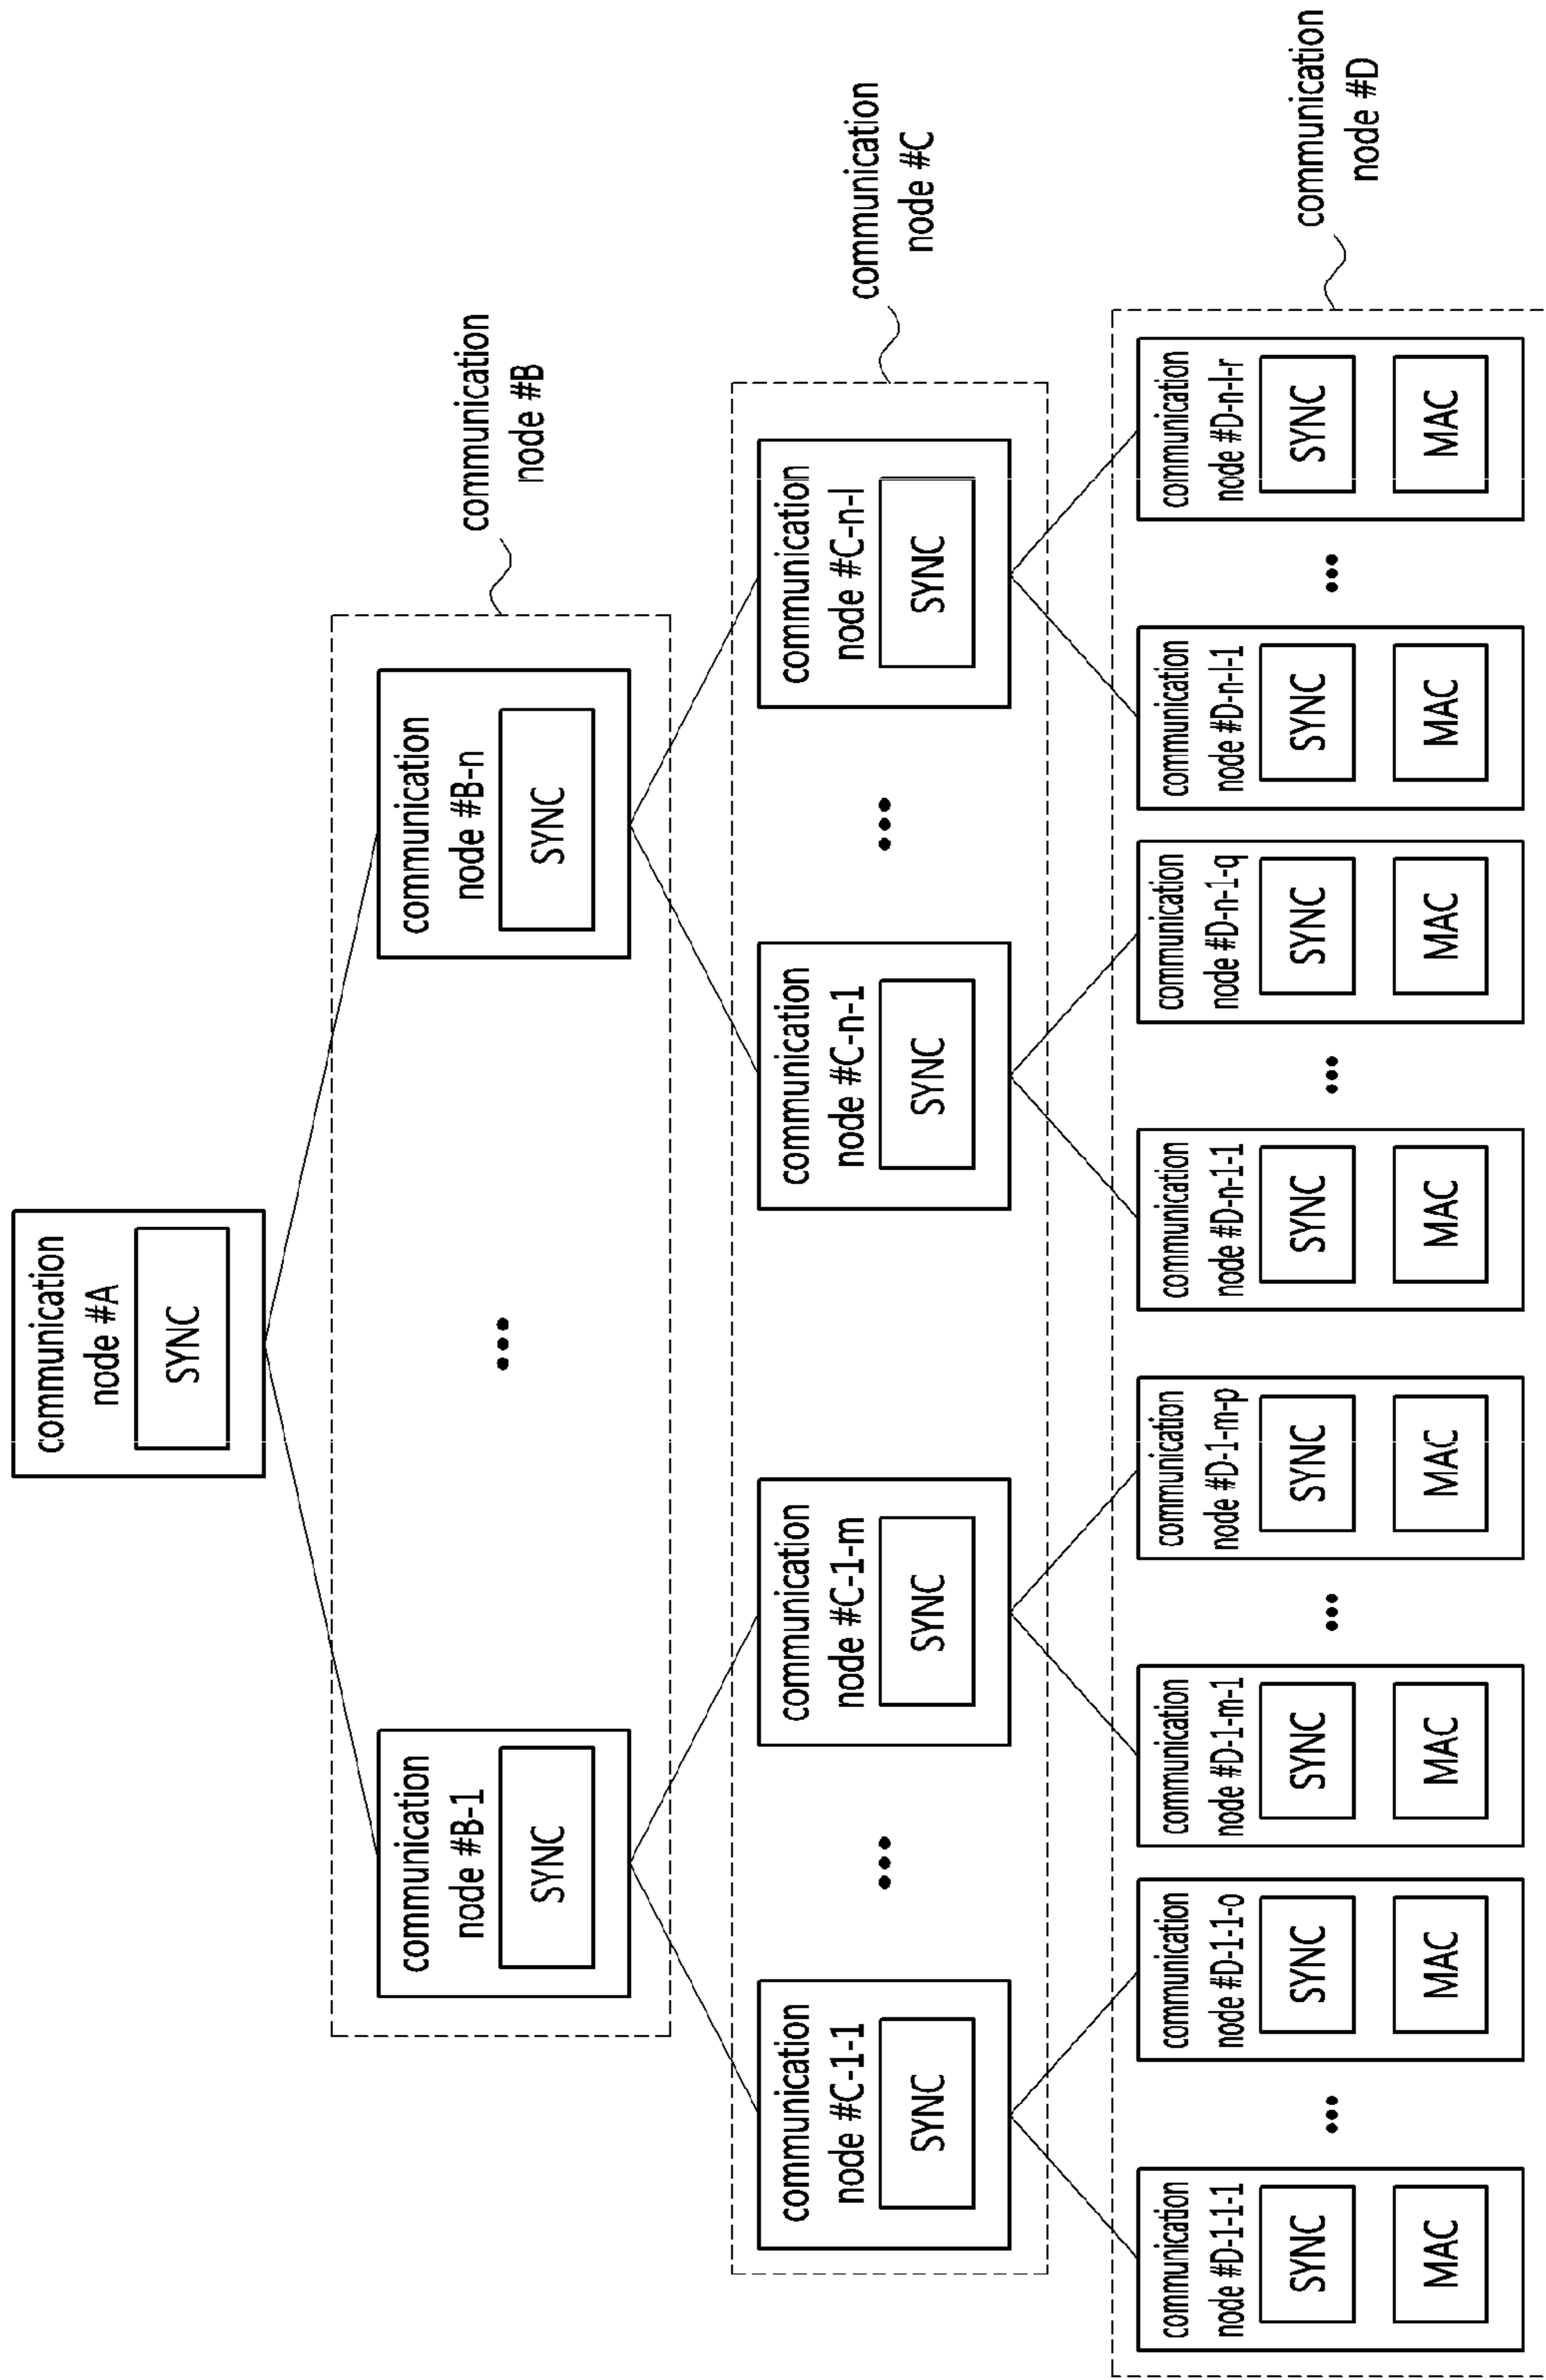 communication
node #A
SYNC
communication
node #B
communication
node #B-1
SYNC
•••
communication
node #B-n
SYNC
communication
node #C
communication
node #C-1-1
SYNC
•••
communication
node #C-1-m
SYNC
communication
node #C-n-1
SYNC
•••
communication
node #C-n-l
SYNC
communication
node #D
communication
node #D-1-1-1
SYNC
MAC
•••
communication
node #D-1-1-o
SYNC
MAC
communication
node #D-1-m-1
SYNC
MAC
•••
communication
node #D-1-m-p
SYNC
MAC
communication
node #D-n-1-1
SYNC
MAC
•••
communication
node #D-n-1-q
SYNC
MAC
communication
node #D-n-l-1
SYNC
MAC
•••
communication
node #D-n-l-r
SYNC
MAC